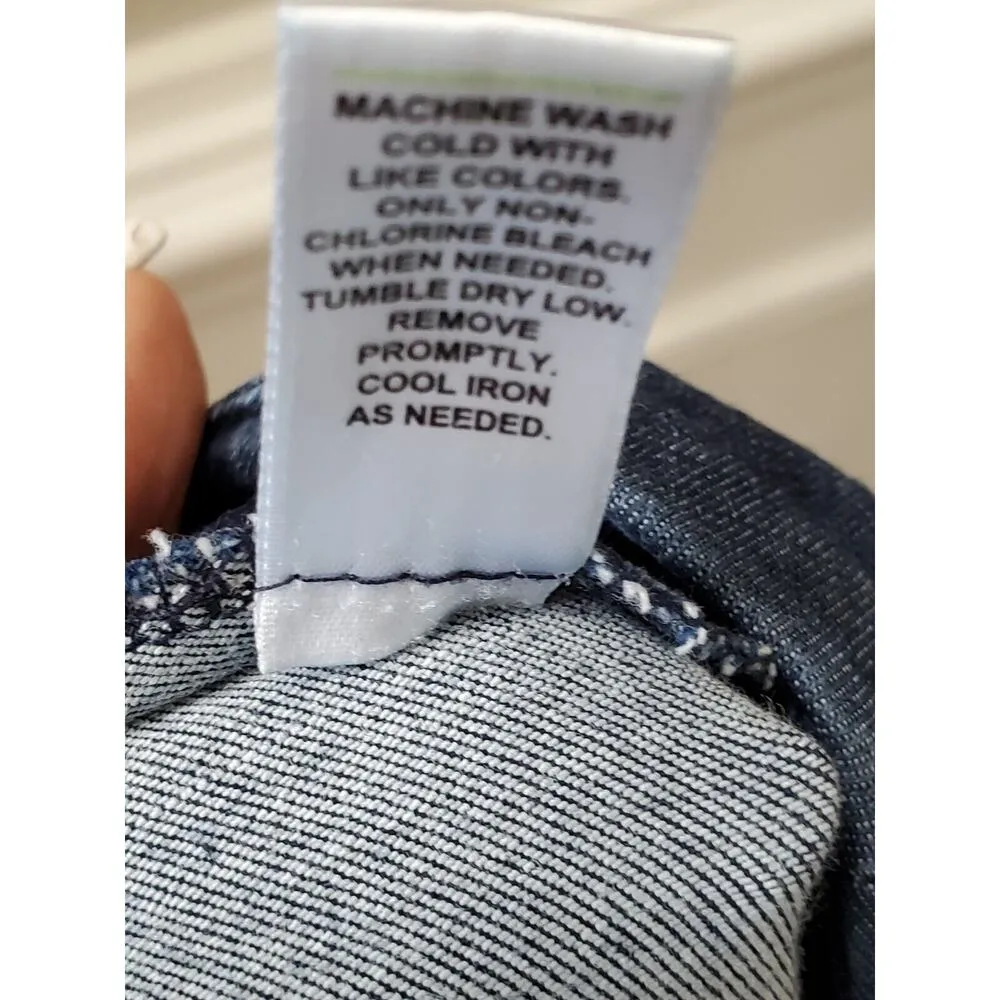 MACHINE WASH
COLD WITH
LIKE COLORS.
ONLY NON-
CHLORINE BLEACH
WHEN NEEDED.
TUMBLE DRY LOW.
REMOVE
PROMPTLY.
COOL IRON
AS NEEDED.